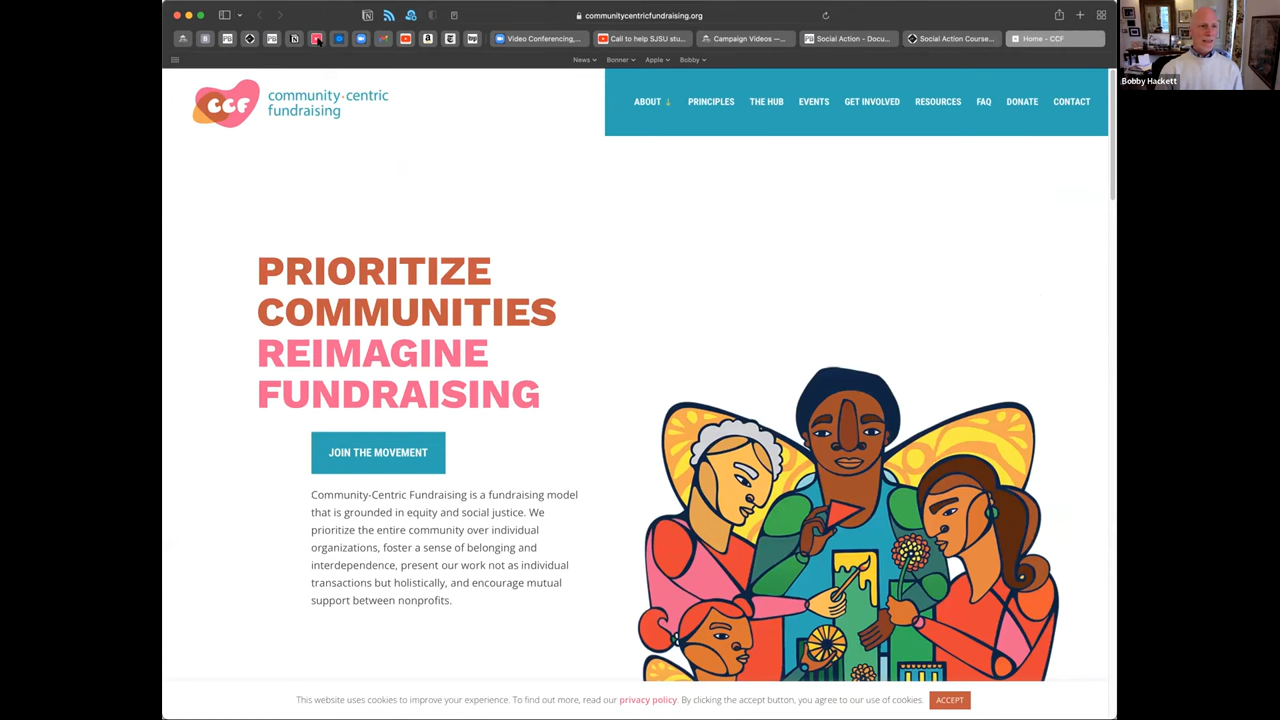 communitycentricfundraising.org
Video Conferencing,...
Call to help SJSU stu...
Campaign Videos —...
Social Action - Docu...
Social Action Course...
Home - CCF
News
Bonner
Apple
Bobby
Bobby Hackett
CCF
community·centric
fundraising
ABOUT ↓
PRINCIPLES
THE HUB
EVENTS
GET INVOLVED
RESOURCES
FAQ
DONATE
CONTACT
PRIORITIZE
COMMUNITIES
REIMAGINE
FUNDRAISING
JOIN THE MOVEMENT
Community-Centric Fundraising is a fundraising model
that is grounded in equity and social justice. We
prioritize the entire community over individual
organizations, foster a sense of belonging and
interdependence, present our work not as individual
transactions but holistically, and encourage mutual
support between nonprofits.
This website uses cookies to improve your experience. To find out more, read our privacy policy. By clicking the accept button, you agree to our use of cookies.
ACCEPT